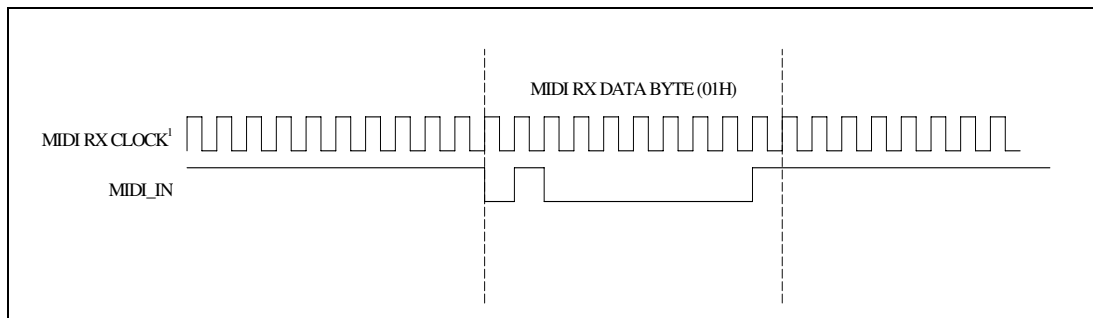 MIDI RX DATA BYTE (01H)
MIDI RX CLOCK¹
MIDI_IN